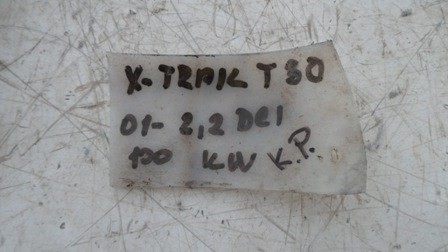 X-TRAIL T30
01- 2,2 DCI
100 KW K.P.